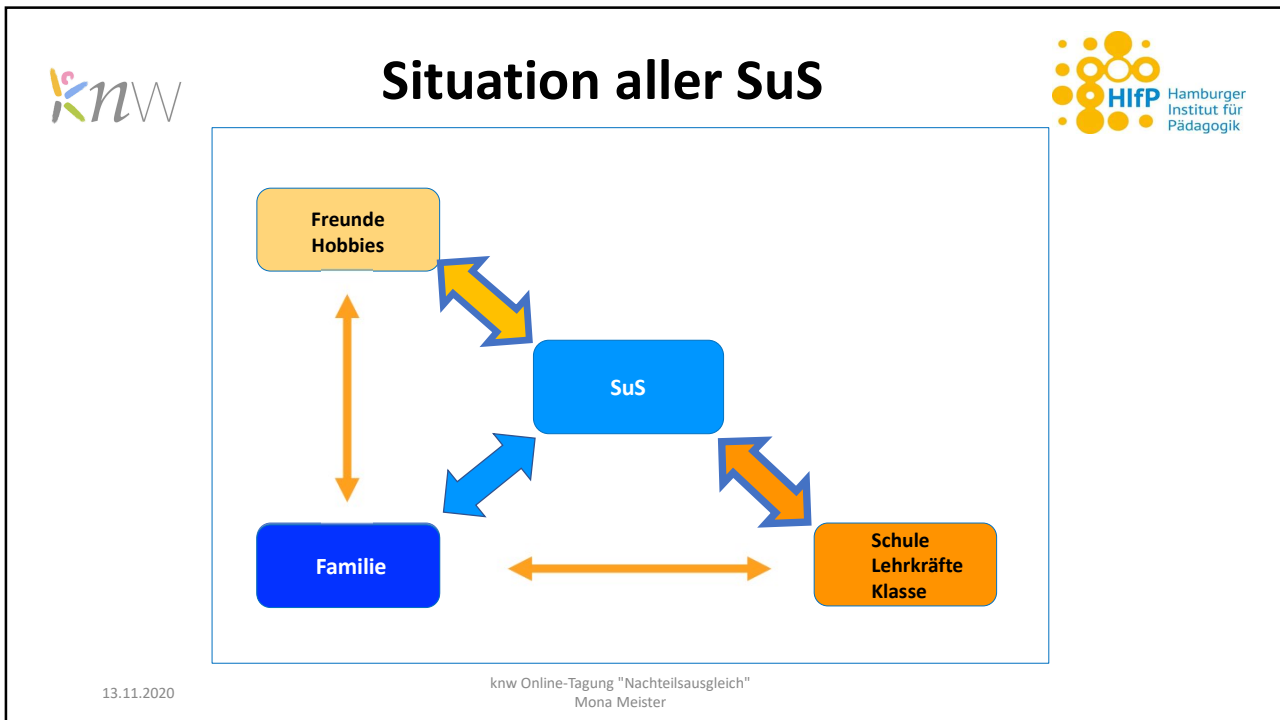 knw
Situation aller SuS
HIfP
Hamburger
Institut für
Pädagogik
Freunde
Hobbies
SuS
Familie
Schule
Lehrkräfte
Klasse
13.11.2020
knw Online-Tagung "Nachteilsausgleich"
Mona Meister